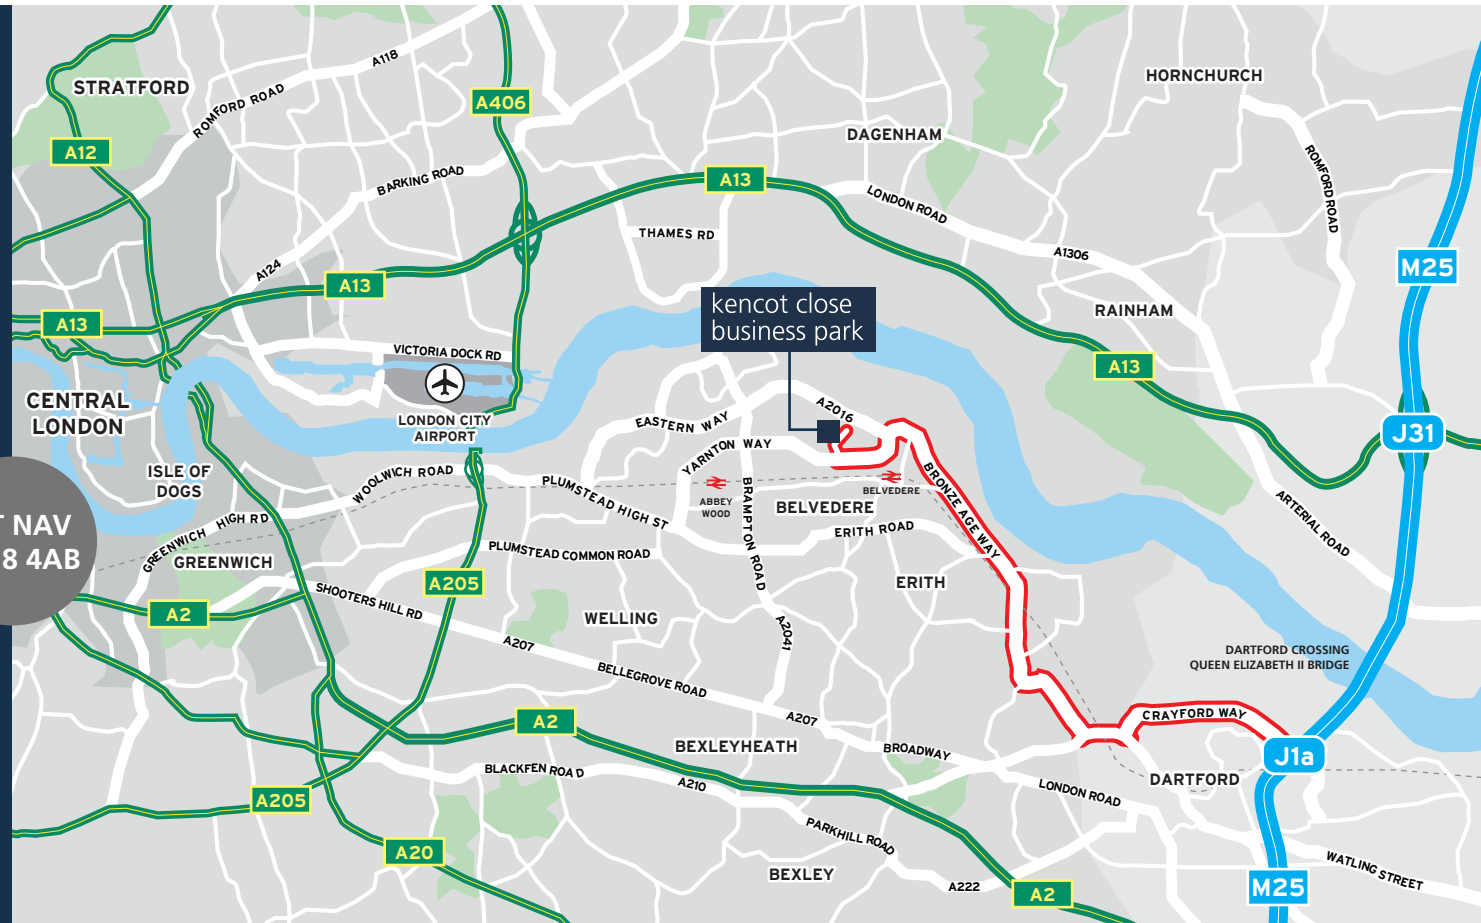 STRATFORD
A118
ROMFORD ROAD
A406
A12
BARKING ROAD
A13
DAGENHAM
HORNCHURCH
ROMFORD ROAD
LONDON ROAD
THAMES RD
A1306
M25
A124
A13
A13
kencot close
business park
RAINHAM
VICTORIA DOCK RD
A13
CENTRAL
LONDON
LONDON CITY
AIRPORT
EASTERN WAY
A2016
J31
YARNTON WAY
ISLE OF
DOGS
WOOLWICH ROAD
PLUMSTEAD HIGH ST
ABBEY
WOOD
BRAMPTON ROAD
BELVEDERE
BELVEDERE
BRONZE AGE WAY
ARTERIAL ROAD
T NAV
8 4AB
GREENWICH HIGH RD
GREENWICH
PLUMSTEAD COMMON ROAD
ERITH ROAD
A205
ERITH
A2
SHOOTERS HILL RD
WELLING
A2041
A207
BELLEGROVE ROAD
DARTFORD CROSSING
QUEEN ELIZABETH II BRIDGE
A2
A207
CRAYFORD WAY
BEXLEYHEATH
BROADWAY
J1a
BLACKFEN ROAD
A210
LONDON ROAD
DARTFORD
A205
PARKHILL ROAD
A20
BEXLEY
A222
A2
WATLING STREET
M25